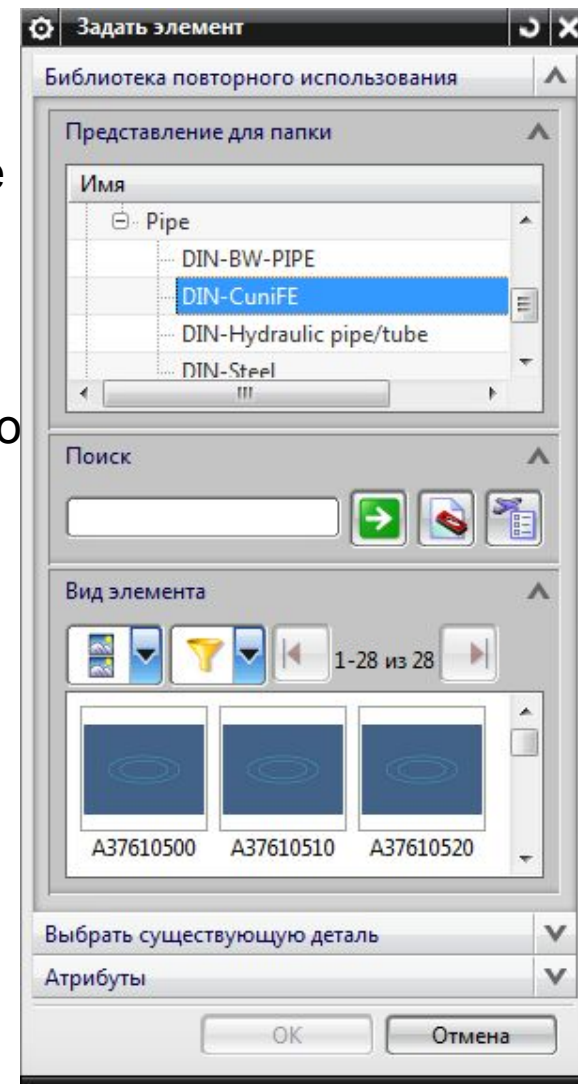 Задать элемент
Библиотека повторного использования
Представление для папки
е
Имя
Pipe
DIN-BW-PIPE
DIN-CuniFE
DIN-Hydraulic pipe/tube
DIN-Steel
о
Поиск
Вид элемента
1-28 из 28
A37610500 A37610510 A37610520
Выбрать существующую деталь
Атрибуты
OK Отмена